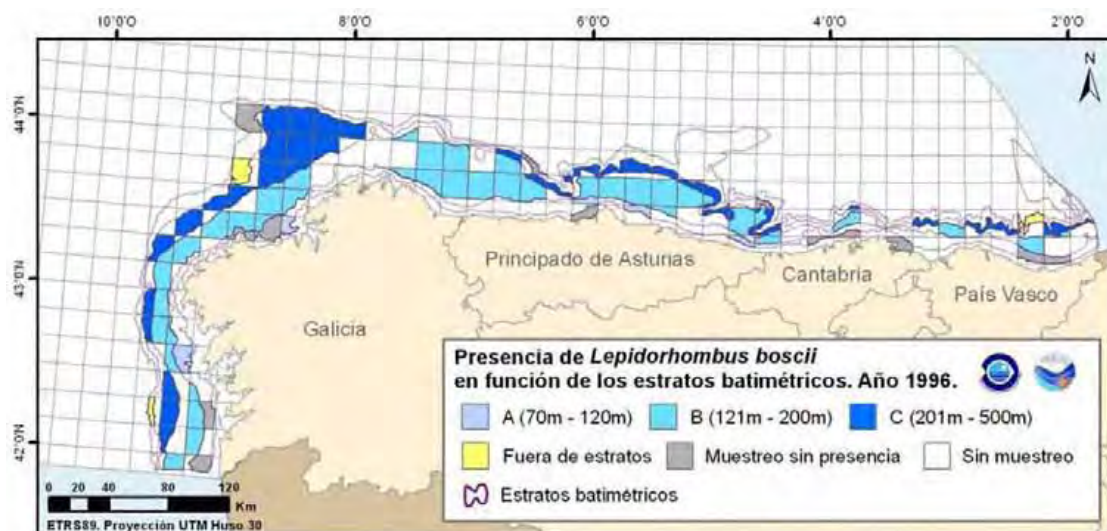 10°0'O 8°0'O 6°0'O 4°0'O 2°0'O
N
44°0'N
43°0'N
42°0'N
Principado de Asturias
Cantabria
País Vasco
Galicia
Presencia de Lepidorhombus boscii
en función de los estratos batimétricos. Año 1996.
A (70m - 120m) B (121m - 200m) C (201m - 500m)
Fuera de estratos Muestreo sin presencia Sin muestreo
Estratos batimétricos
0 20 40 80 120
Km
ETRS89. Proyección UTM Huso 30